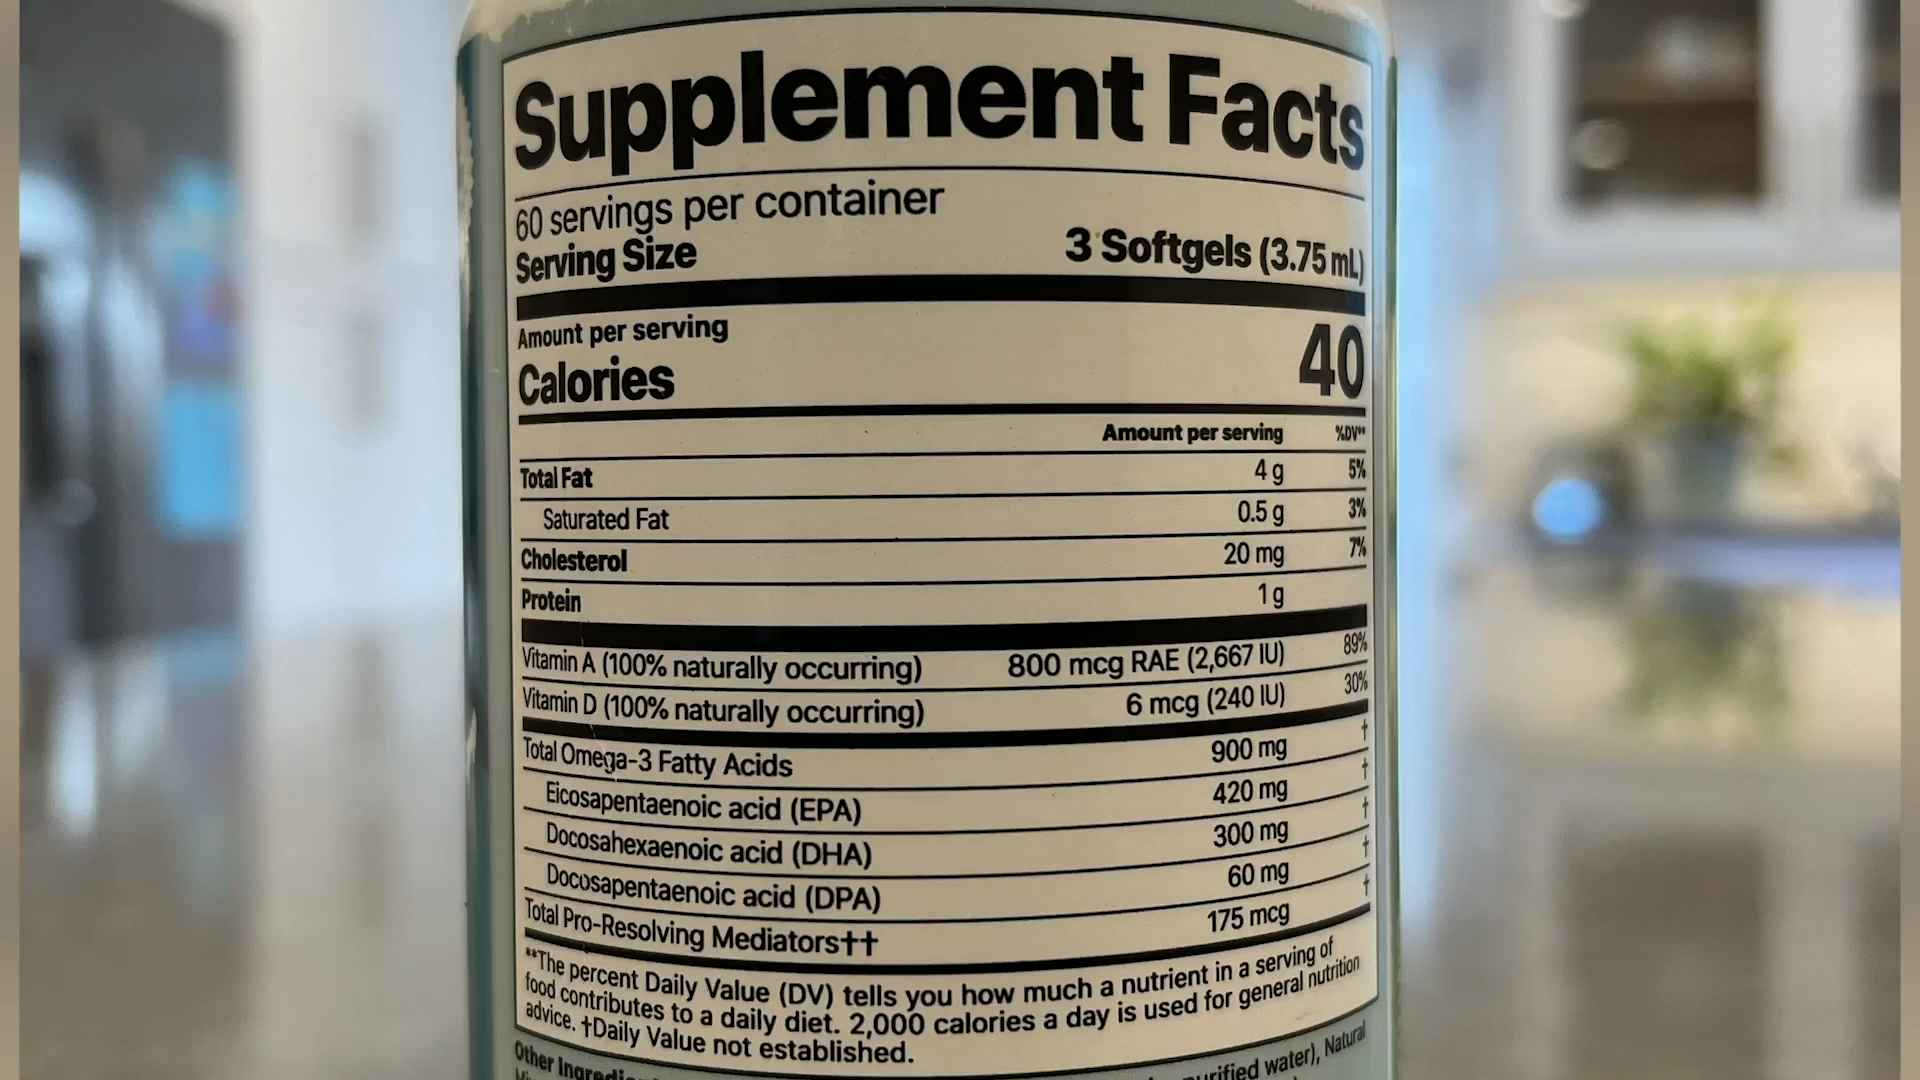 Supplement Facts
60 servings per container
Serving Size 3 Softgels (3.75 mL)
Amount per serving
Calories 40
Amount per serving %DV**
Total Fat 4 g 5%
Saturated Fat 0.5 g 3%
Cholesterol 20 mg 7%
Protein 1 g
Vitamin A (100% naturally occurring) 800 mcg RAE (2,667 IU) 89%
Vitamin D (100% naturally occurring) 6 mcg (240 IU) 30%
Total Omega-3 Fatty Acids 900 mg †
Eicosapentaenoic acid (EPA) 420 mg †
Docosahexaenoic acid (DHA) 300 mg †
Docosapentaenoic acid (DPA) 60 mg †
Total Pro-Resolving Mediators†† 175 mcg †
**The percent Daily Value (DV) tells you how much a nutrient in a serving of
food contributes to a daily diet. 2,000 calories a day is used for general nutrition
advice. †Daily Value not established.
Other water), Natural